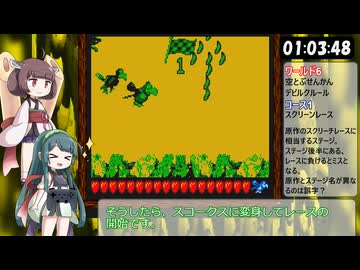 01:03:48
1
ワールド6
空とぶせんかん
デビルクルール
コース1
スクリーンレース
原作のスクリーチレースに
相当するステージ。
ステージ後半にある、
レースに負けるとミスと
なる。
原作とステージ名が異な
るのは誤字？
そうしたら、スコークスに変身してレースの
開始です。